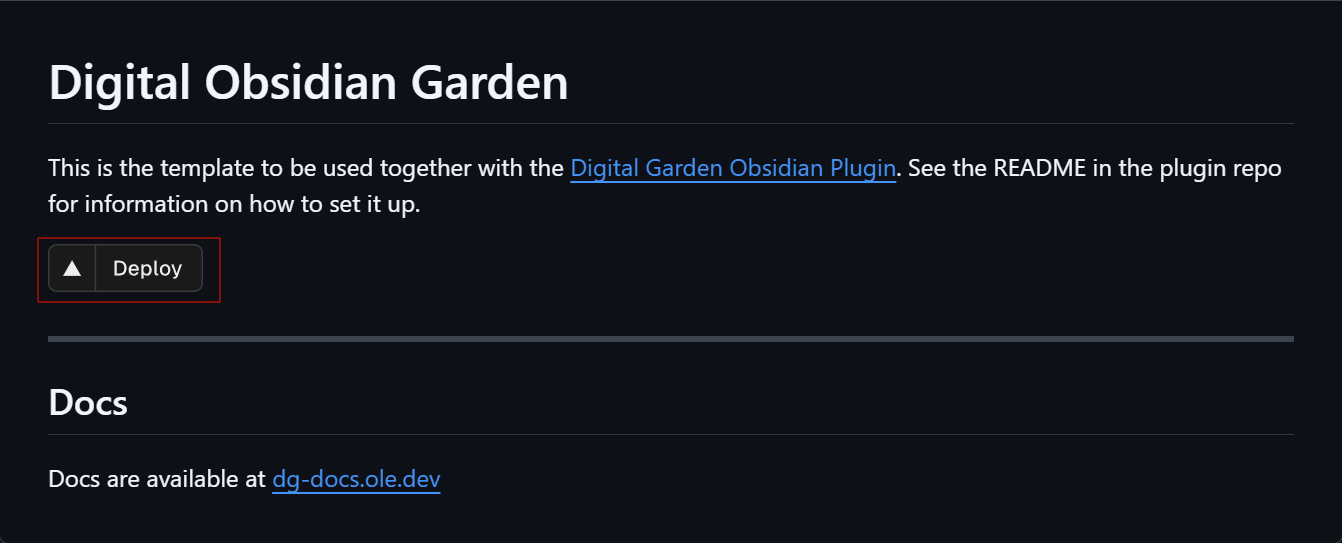 Digital Obsidian Garden
This is the template to be used together with the Digital Garden Obsidian Plugin. See the README in the plugin repo
for information on how to set it up.
Deploy
Docs
Docs are available at dg-docs.ole.dev